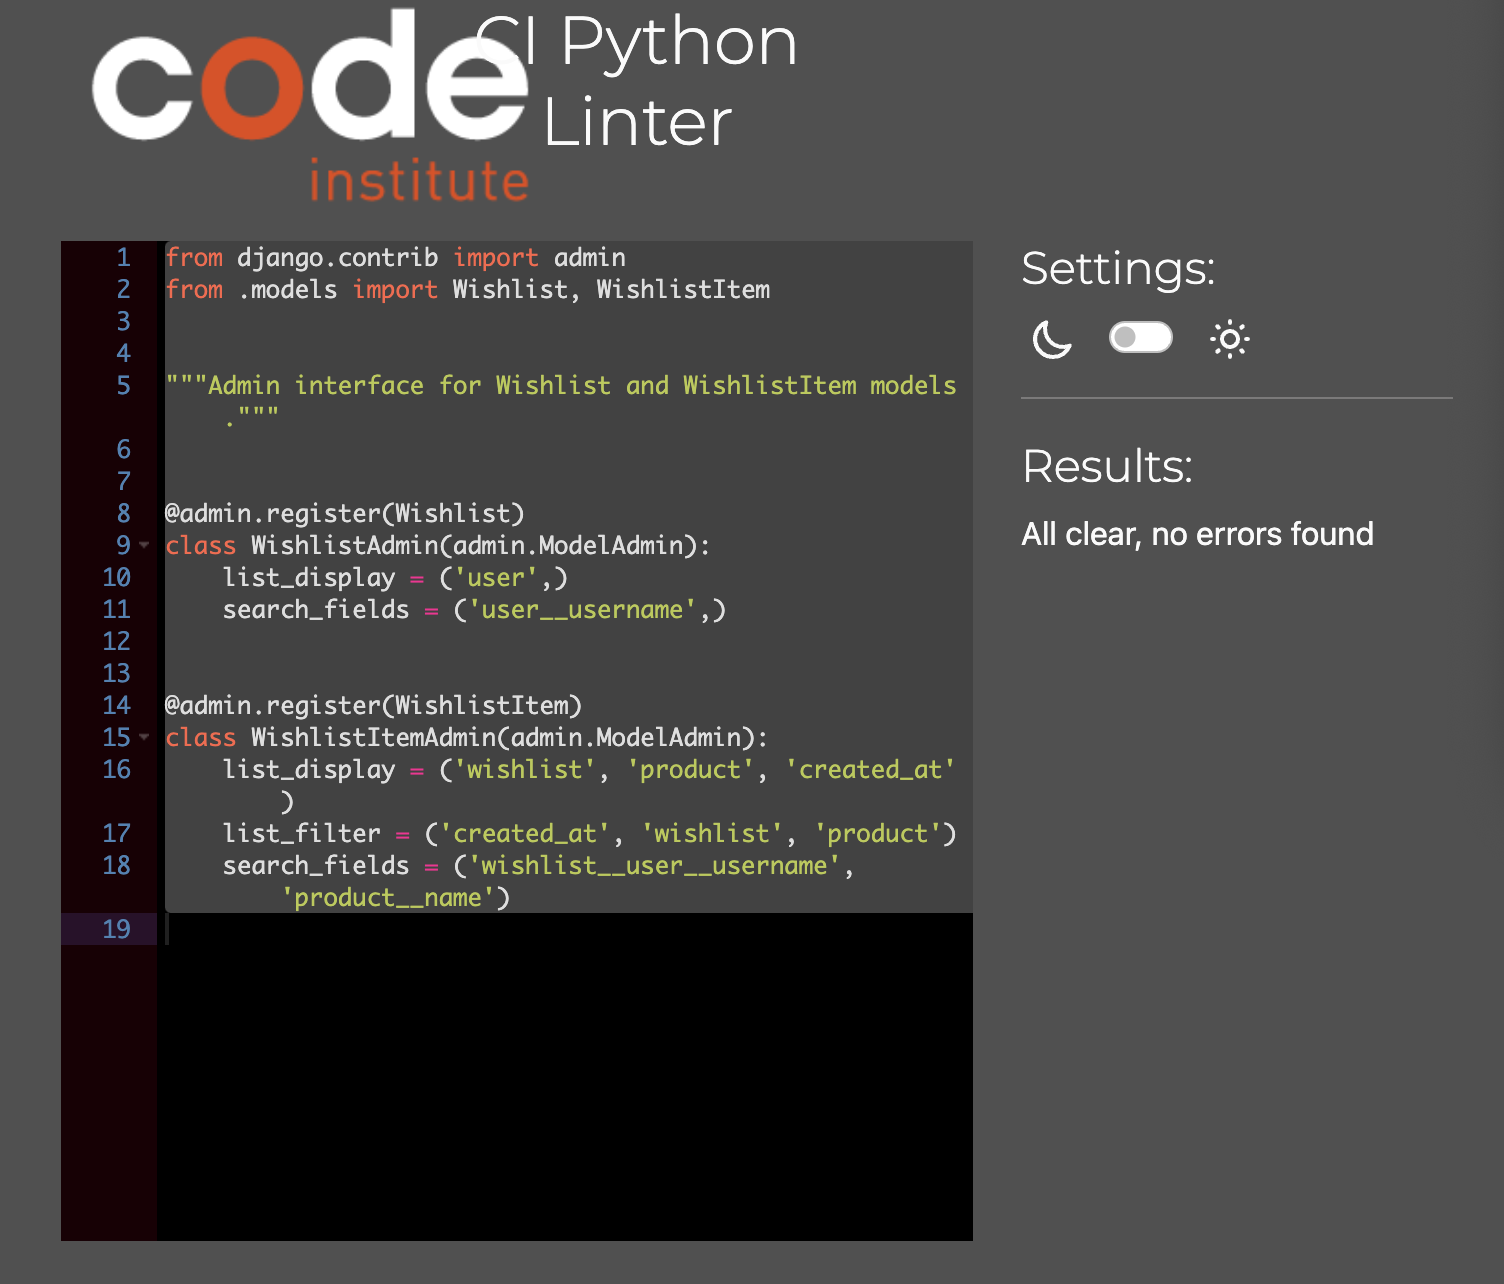 code
institute
CI Python
Linter
1 from django.contrib import admin
2 from .models import Wishlist, WishlistItem
3
4
5 """Admin interface for Wishlist and WishlistItem models
."""
6
7
8 @admin.register(Wishlist)
9 class WishlistAdmin(admin.ModelAdmin):
10     list_display = ('user',)
11     search_fields = ('user__username',)
12
13
14 @admin.register(WishlistItem)
15 class WishlistItemAdmin(admin.ModelAdmin):
16     list_display = ('wishlist', 'product', 'created_at'
)
17     list_filter = ('created_at', 'wishlist', 'product')
18     search_fields = ('wishlist__user__username',
'product__name')
19
Settings:
Results:
All clear, no errors found